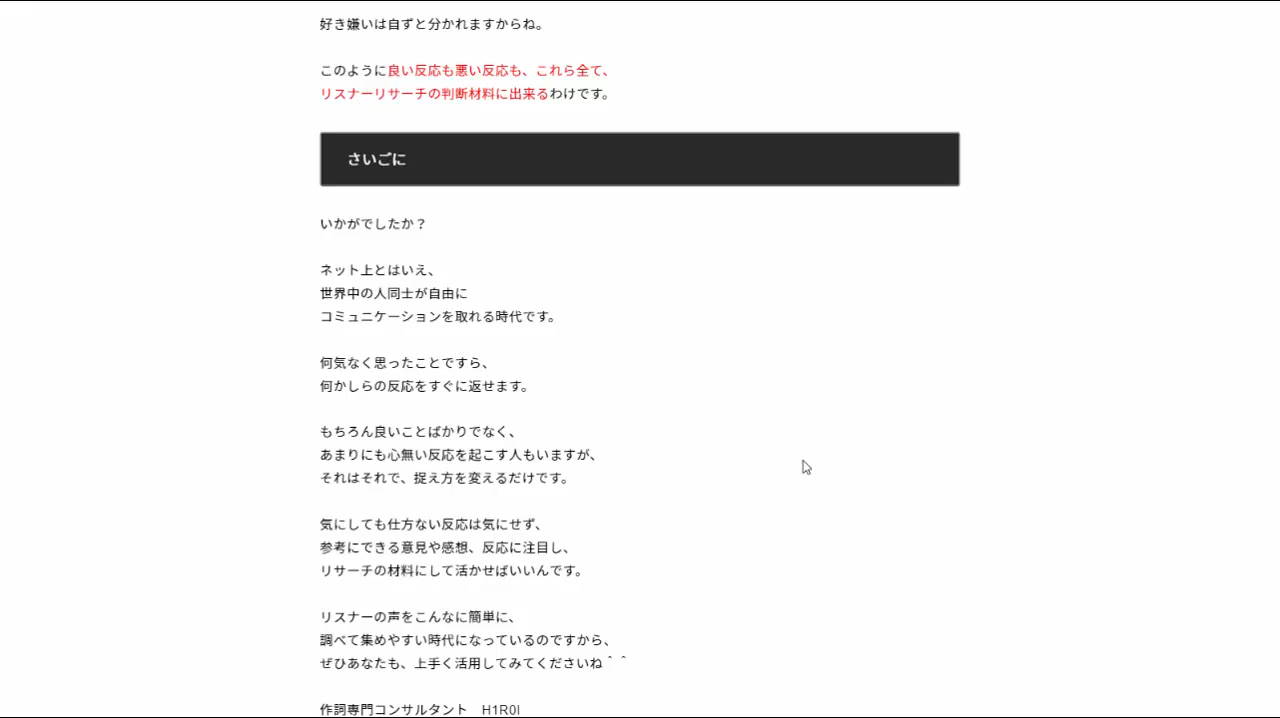 好き嫌いは自ずと分かれますからね。
このように良い反応も悪い反応も、これら全て、
リスナーリサーチの判断材料に出来るわけです。
さいごに
いかがでしたか？
ネット上とはいえ、
世界中の人同士が自由に
コミュニケーションを取れる時代です。
何気なく思ったことですら、
何かしらの反応をすぐに返せます。
もちろん良いことばかりでなく、
あまりにも心無い反応を起こす人もいますが、
それはそれで、捉え方を変えるだけです。
気にしても仕方ない反応は気にせず、
参考にできる意見や感想、反応に注目し、
リサーチの材料にして活かせばいいんです。
リスナーの声をこんなに簡単に、
調べて集めやすい時代になっているのですから、
ぜひあなたも、上手く活用してみてくださいね＾＾
作詞専門コンサルタント　H1R0I